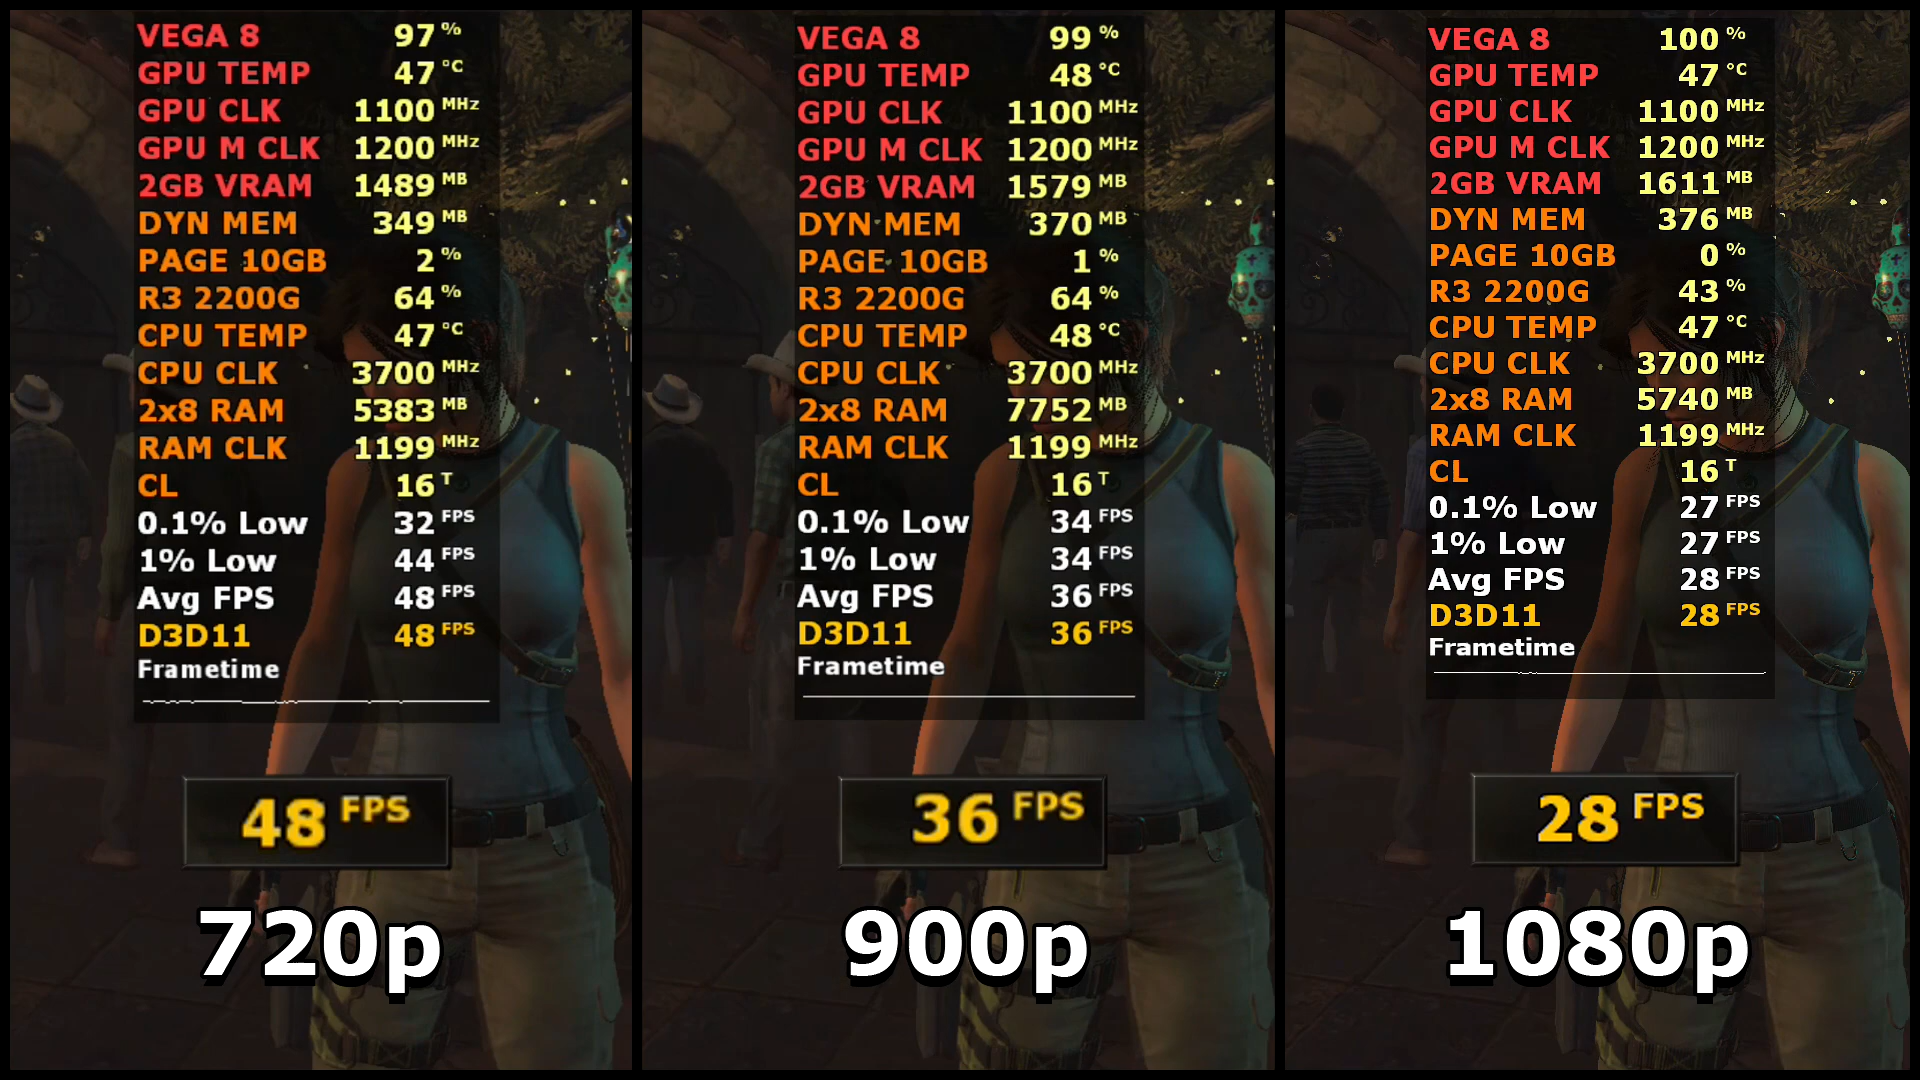 VEGA 8 97 %
GPU TEMP 47 °C
GPU CLK 1100 MHz
GPU M CLK 1200 MHz
2GB VRAM 1489 MB
DYN MEM 349 MB
PAGE 10GB 2 %
R3 2200G 64 %
CPU TEMP 47 °C
CPU CLK 3700 MHz
2x8 RAM 5383 MB
RAM CLK 1199 MHz
CL 16 T
0.1% Low 32 FPS
1% Low 44 FPS
Avg FPS 48 FPS
D3D11 48 FPS
Frametime
48 FPS
720p
VEGA 8 99 %
GPU TEMP 48 °C
GPU CLK 1100 MHz
GPU M CLK 1200 MHz
2GB VRAM 1579 MB
DYN MEM 370 MB
PAGE 10GB 1 %
R3 2200G 64 %
CPU TEMP 48 °C
CPU CLK 3700 MHz
2x8 RAM 7752 MB
RAM CLK 1199 MHz
CL 16 T
0.1% Low 34 FPS
1% Low 34 FPS
Avg FPS 36 FPS
D3D11 36 FPS
Frametime
36 FPS
900p
VEGA 8 100 %
GPU TEMP 47 °C
GPU CLK 1100 MHz
GPU M CLK 1200 MHz
2GB VRAM 1611 MB
DYN MEM 376 MB
PAGE 10GB 0 %
R3 2200G 43 %
CPU TEMP 47 °C
CPU CLK 3700 MHz
2x8 RAM 5740 MB
RAM CLK 1199 MHz
CL 16 T
0.1% Low 27 FPS
1% Low 27 FPS
Avg FPS 28 FPS
D3D11 28 FPS
Frametime
28 FPS
1080p